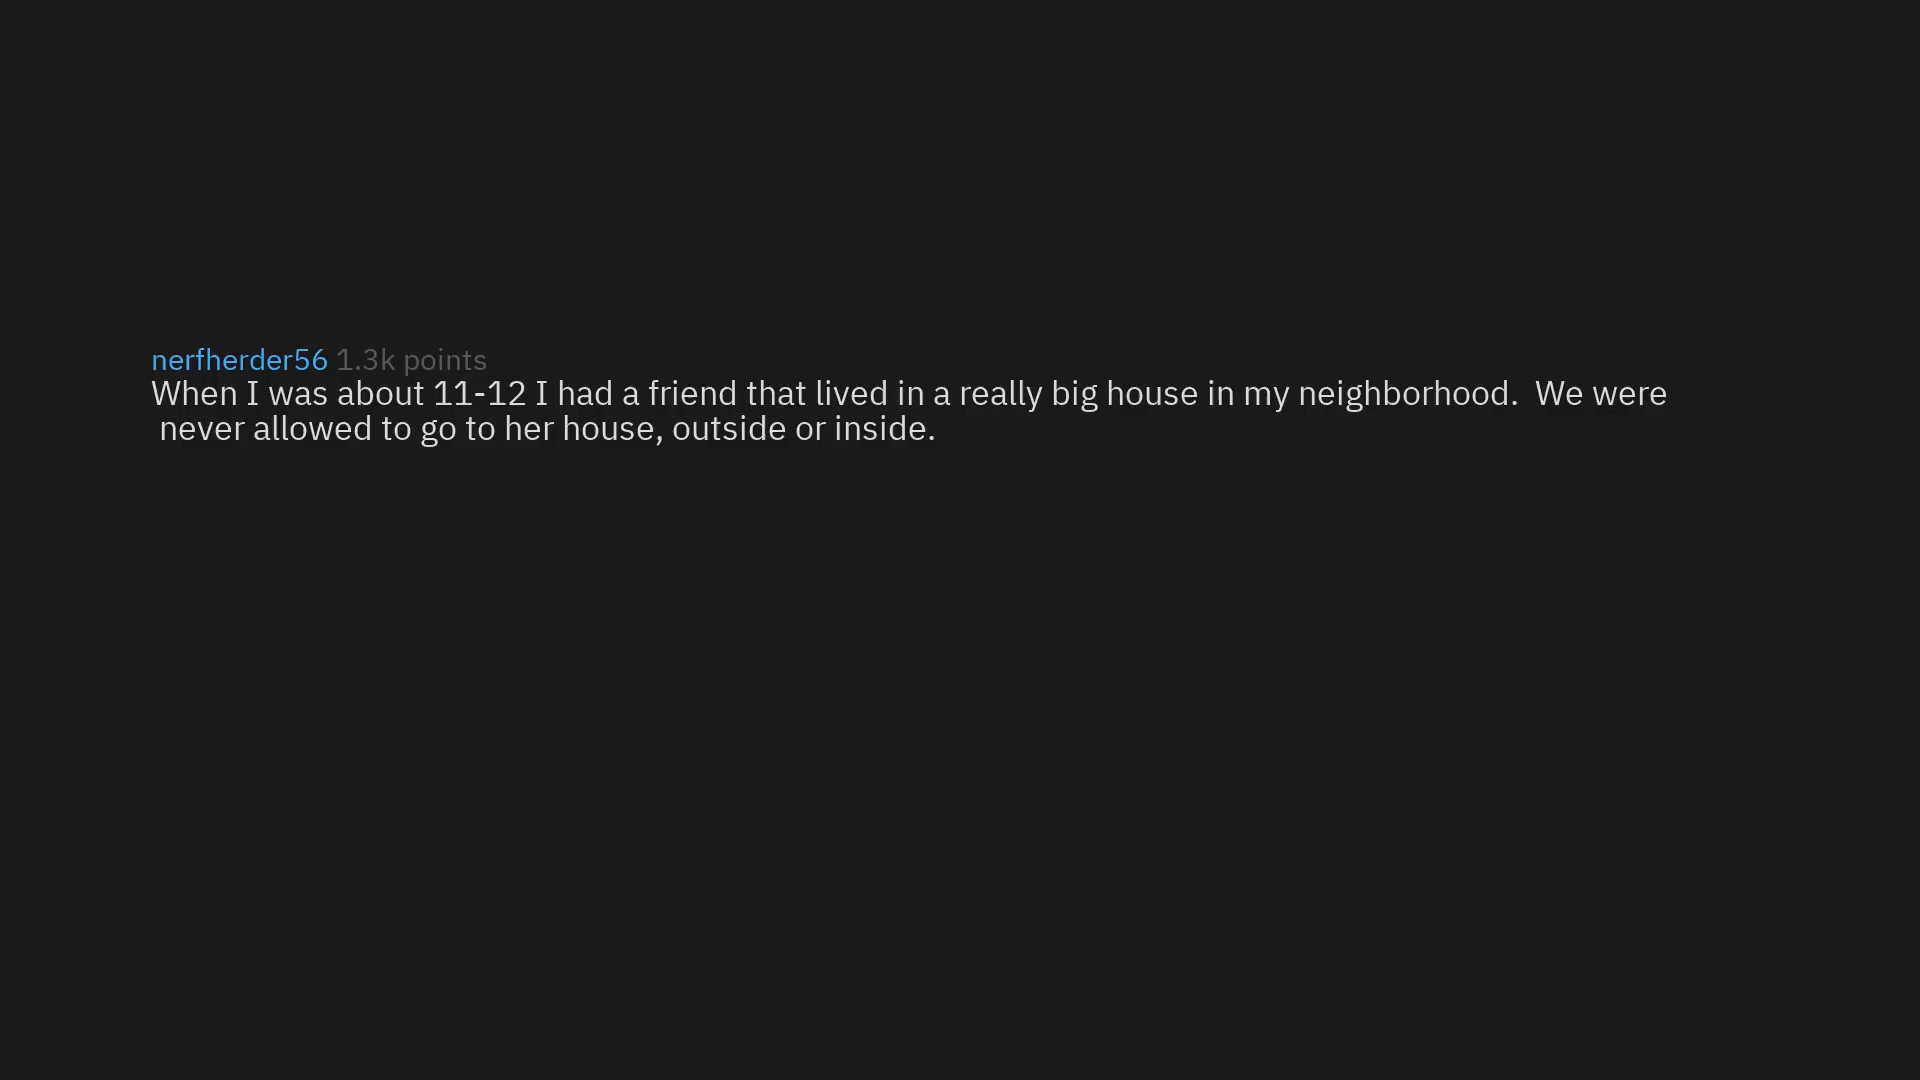 nerfherder56 1.3k points
When I was about 11-12 I had a friend that lived in a really big house in my neighborhood.  We were
never allowed to go to her house, outside or inside.